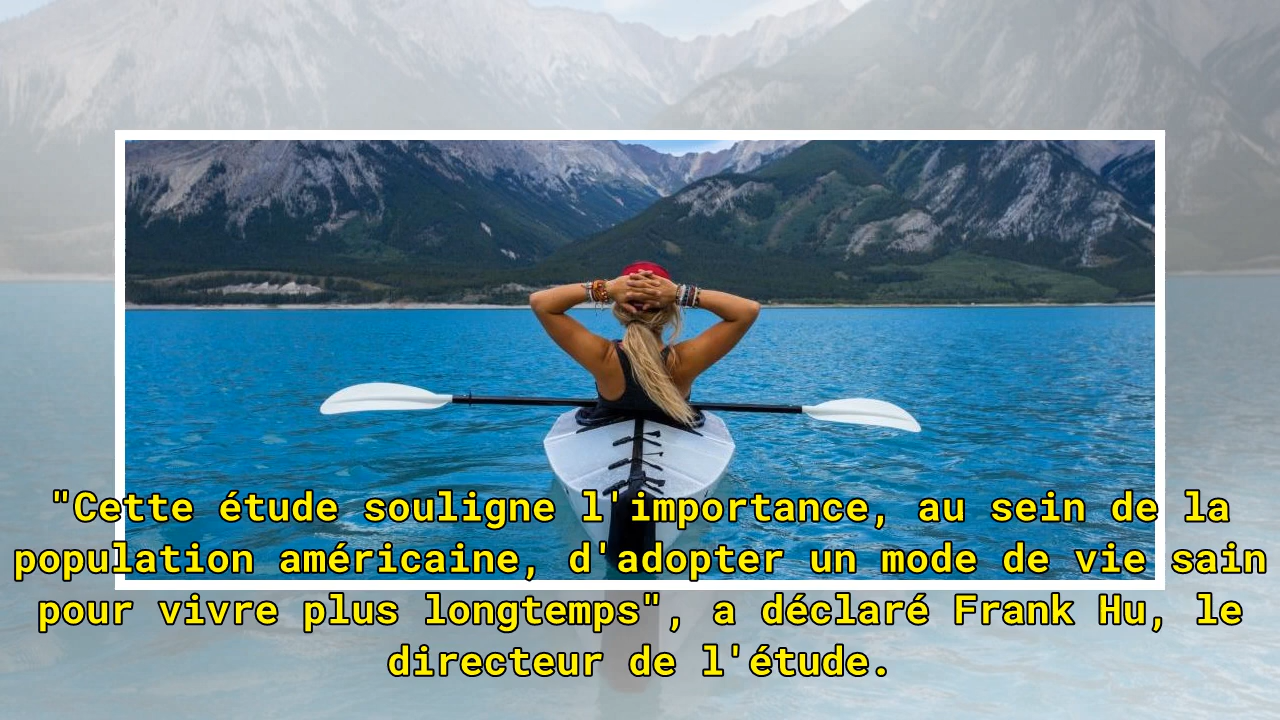 "Cette étude souligne l'importance, au sein de la
population américaine, d'adopter un mode de vie sain
pour vivre plus longtemps", a déclaré Frank Hu, le
directeur de l'étude.